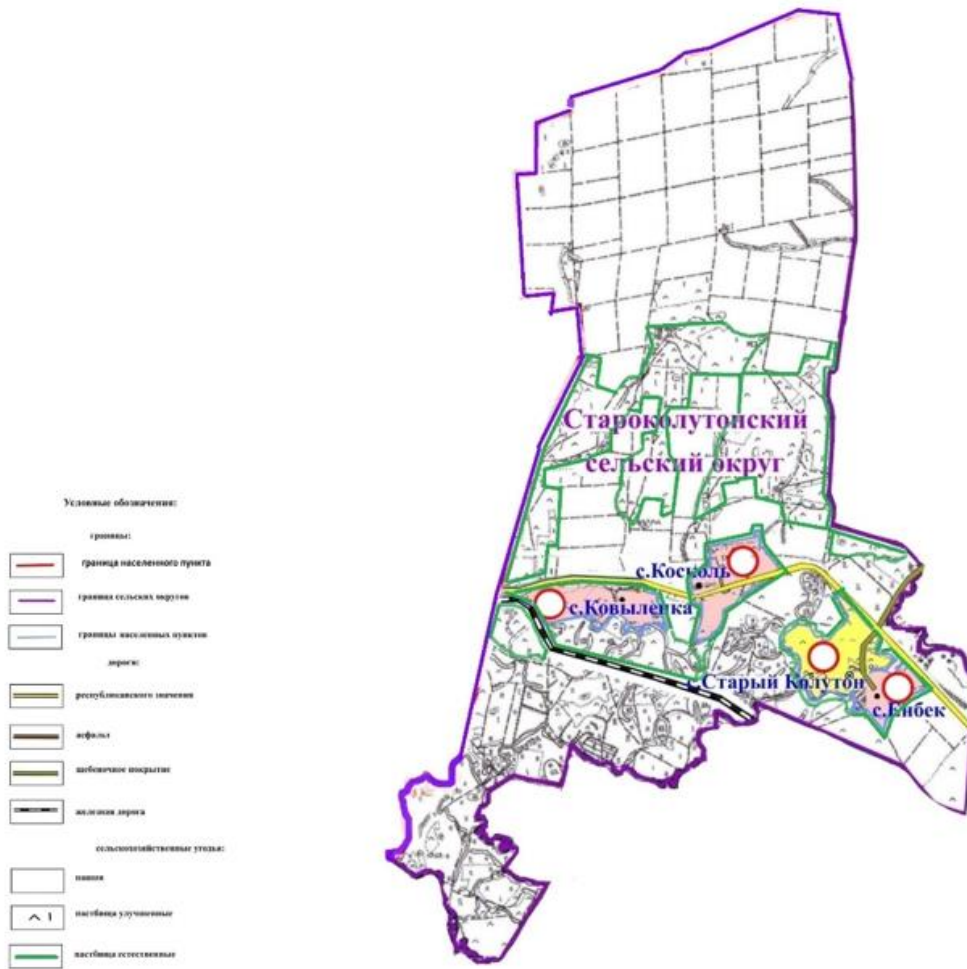 Староколутонский
сельский округ
с.Косколь
с.Ковыленка
с.Старый Колутон
с.Енбек
Условные обозначения:
границы:
граница населенного пункта
граница сельских округов
границы населенных пунктов
дороги:
республиканского значения
асфальт
щебеночное покрытие
железная дорога
сельскохозяйственные угодья:
пашня
^ 1
пастбища улучшенные
пастбища естественные